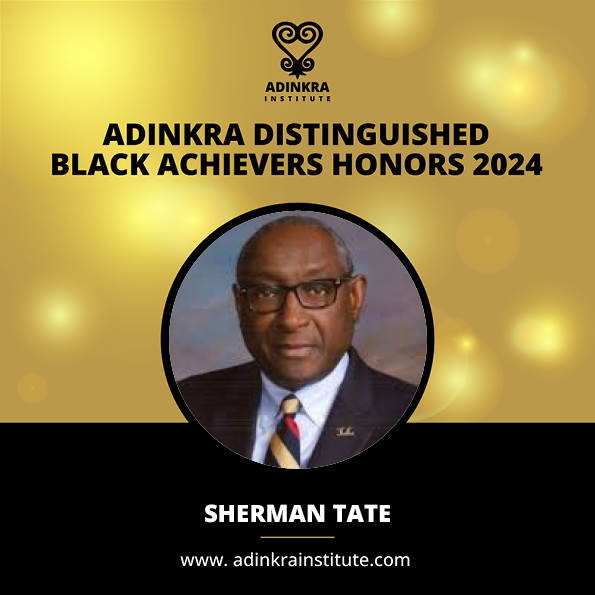 ADINKRA
INSTITUTE
ADINKRA DISTINGUISHED
BLACK ACHIEVERS HONORS 2024
SHERMAN TATE
www. adinkrainstitute.com